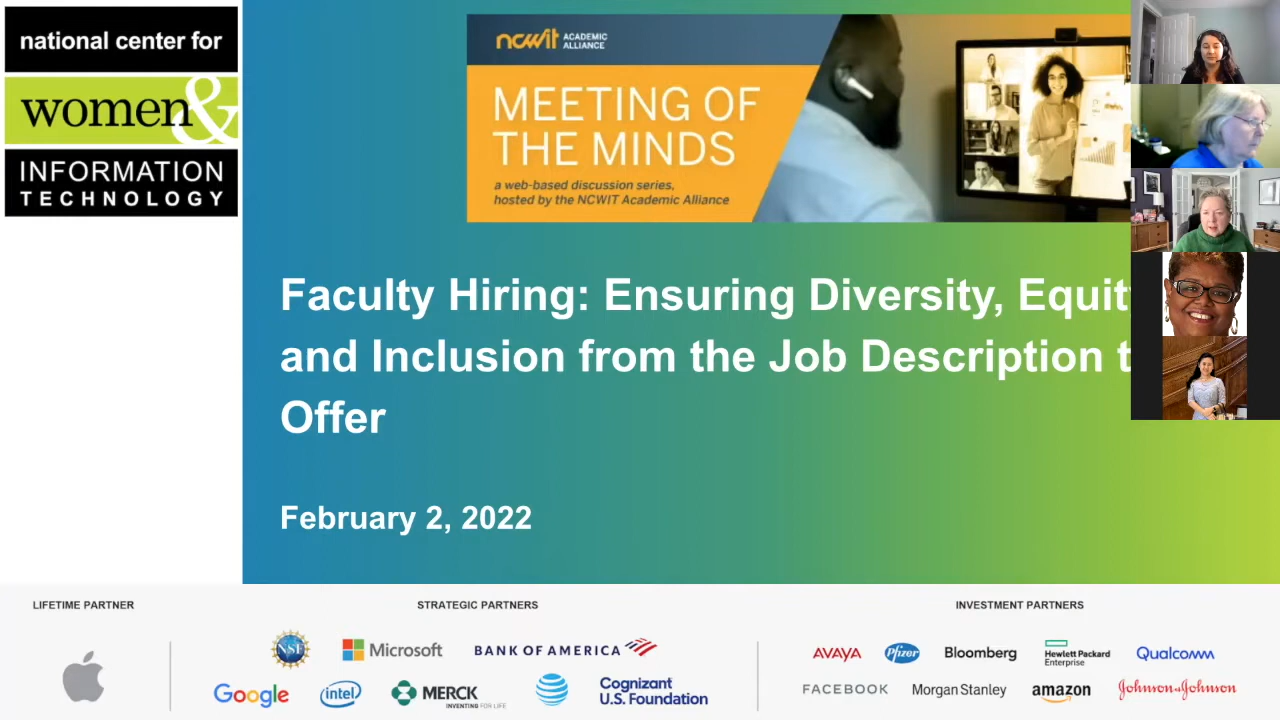 national center for
women&
INFORMATION
TECHNOLOGY
ncwit ACADEMIC
ALLIANCE
MEETING OF
THE MINDS
a web-based discussion series,
hosted by the NCWIT Academic Alliance
Faculty Hiring: Ensuring Diversity, Equit
and Inclusion from the Job Description t
Offer
February 2, 2022
LIFETIME PARTNER
STRATEGIC PARTNERS
INVESTMENT PARTNERS
NSF Microsoft BANK OF AMERICA
Google intel MERCK
INVENTING FOR LIFE
AT&T Cognizant
U.S. Foundation
AVAYA Pfizer Bloomberg Hewlett Packard
Enterprise
Qualcomm
FACEBOOK Morgan Stanley amazon Johnson&Johnson